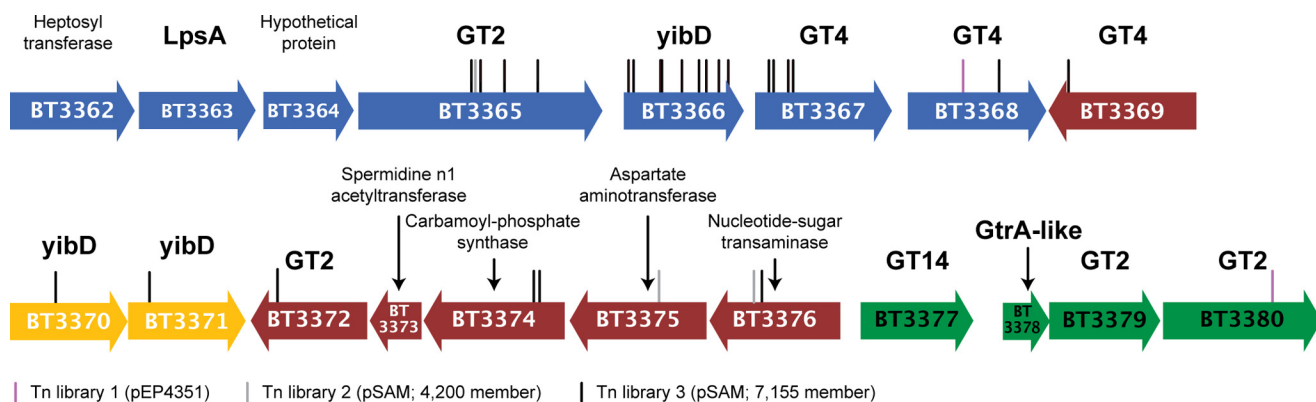 Heptosyl
transferase
LpsA
Hypothetical
protein
GT2
yibD
GT4
GT4
GT4
BT3362
BT3363
BT3364
BT3365
BT3366
BT3367
BT3368
BT3369
Spermidine n1
acetyltransferase
Carbamoyl-phosphate
synthase
Aspartate
aminotransferase
Nucleotide-sugar
transaminase
yibD
yibD
GT2
GT14
GtrA-like
GT2
GT2
BT3370
BT3371
BT3372
BT
3373
BT3374
BT3375
BT3376
BT3377
BT
3378
BT3379
BT3380
Tn library 1 (pEP4351)
Tn library 2 (pSAM; 4,200 member)
Tn library 3 (pSAM; 7,155 member)